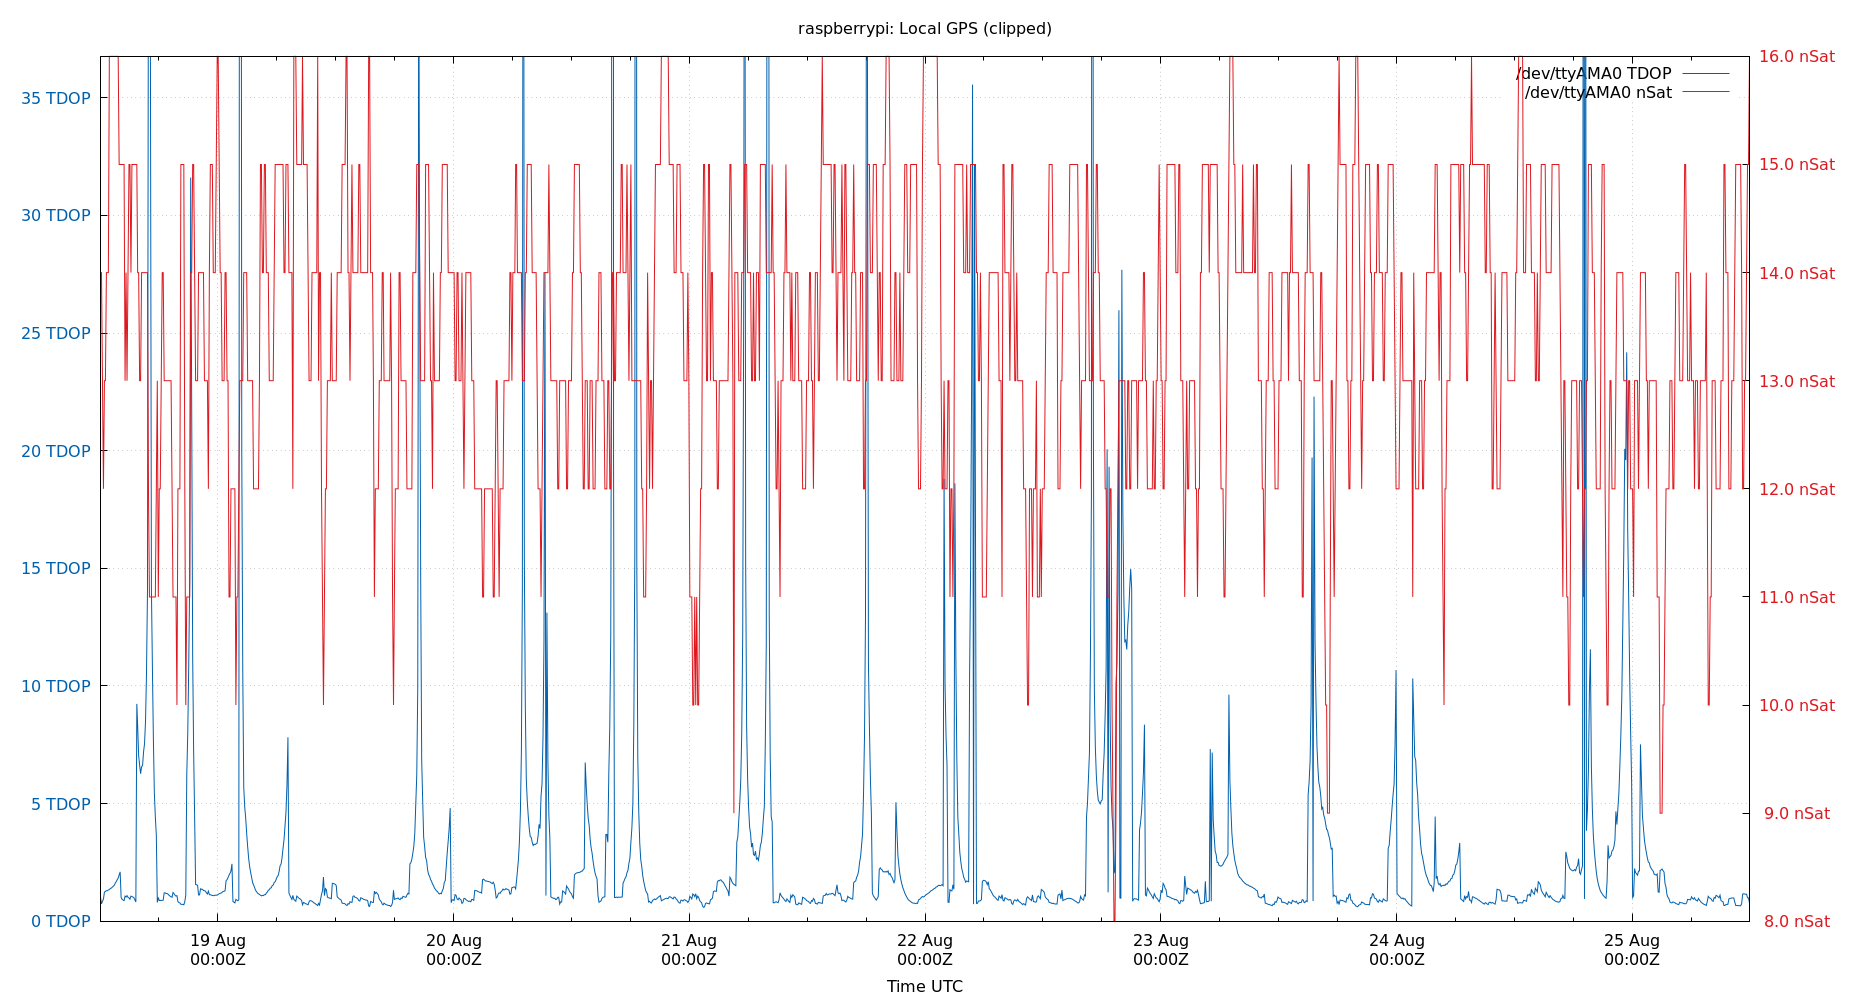 raspberrypi: Local GPS (clipped)
/dev/ttyAMA0 TDOP
/dev/ttyAMA0 nSat
35 TDOP
30 TDOP
25 TDOP
20 TDOP
15 TDOP
10 TDOP
5 TDOP
0 TDOP
16.0 nSat
15.0 nSat
14.0 nSat
13.0 nSat
12.0 nSat
11.0 nSat
10.0 nSat
9.0 nSat
8.0 nSat
19 Aug
00:00Z
20 Aug
00:00Z
21 Aug
00:00Z
22 Aug
00:00Z
23 Aug
00:00Z
24 Aug
00:00Z
25 Aug
00:00Z
Time UTC